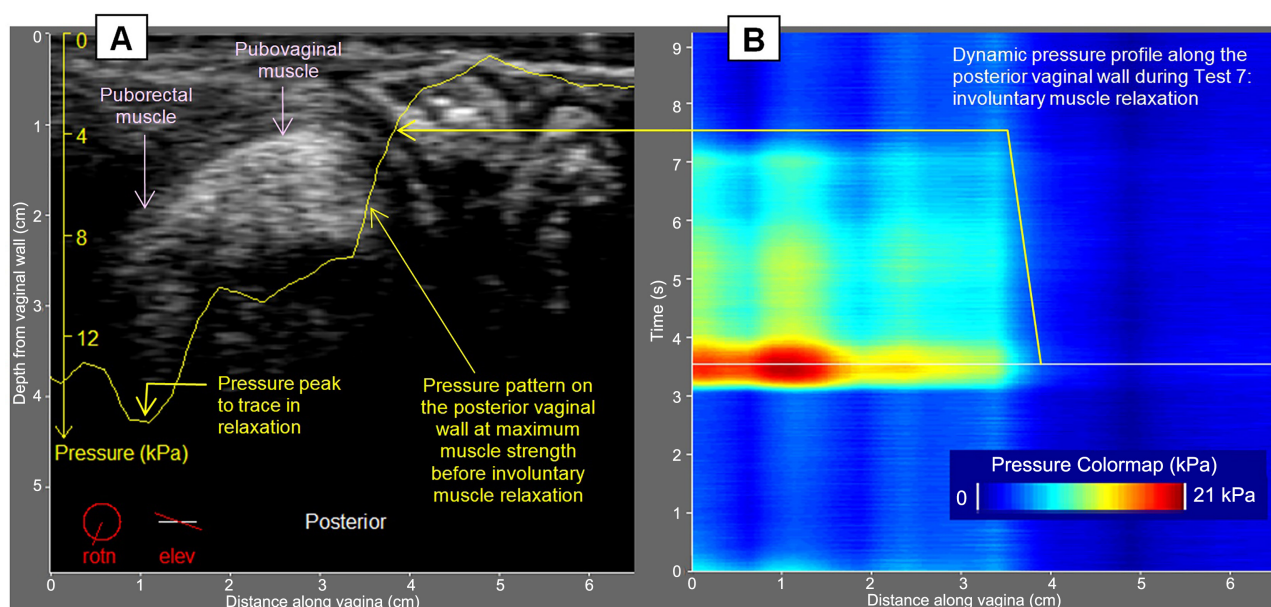 A
B
Pubovaginal
muscle
Puborectal
muscle
0
4
8
12
Pressure (kPa)
Depth from vaginal wall (cm)
0
1
2
3
4
5
Pressure peak
to trace in
relaxation
Pressure pattern on
the posterior vaginal
wall at maximum
muscle strength
before involuntary
muscle relaxation
rotn
elev
Posterior
0
1
2
3
4
5
6
Distance along vagina (cm)
Dynamic pressure profile along the
posterior vaginal wall during Test 7:
involuntary muscle relaxation
9
8
7
6
5
4
3
2
1
0
Time (s)
Pressure Colormap (kPa)
0
21 kPa
0
1
2
3
4
5
6
Distance along vagina (cm)